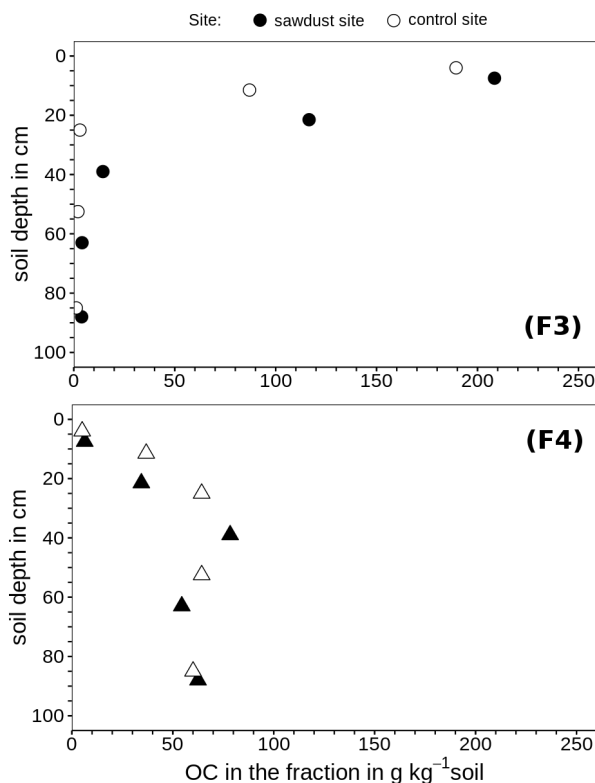 Site: sawdust site control site
0
20
40
60
80
100
soil depth in cm
(F3)
0 50 100 150 200 250
0
20
40
60
80
100
soil depth in cm
(F4)
0 50 100 150 200 250
OC in the fraction in g kg⁻¹soil